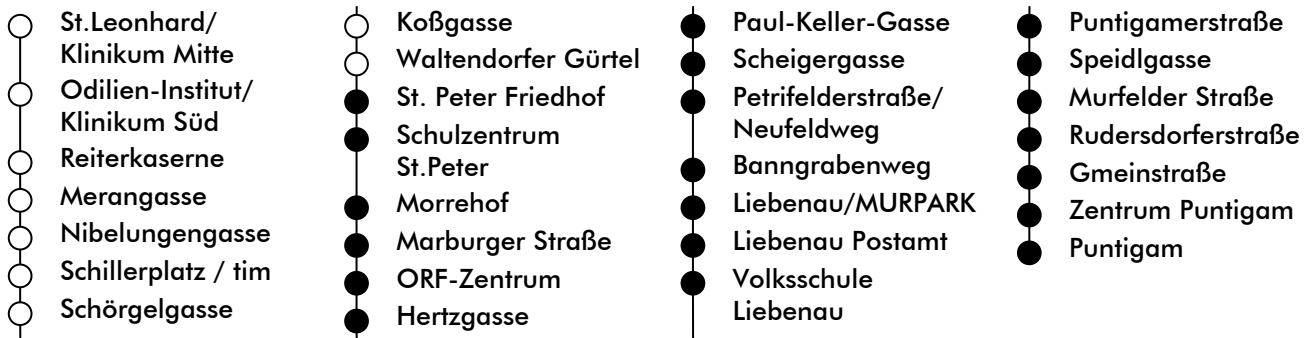 St.Leonhard/
Klinikum Mitte
Odilien-Institut/
Klinikum Süd
Reiterkaserne
Merangasse
Nibelungengasse
Schillerplatz / tim
Schörgelgasse
Koßgasse
Waltendorfer Gürtel
St. Peter Friedhof
Schulzentrum
St.Peter
Morrehof
Marburger Straße
ORF-Zentrum
Hertzgasse
Paul-Keller-Gasse
Scheigergasse
Petrifelderstraße/
Neufeldweg
Banngrabenweg
Liebenau/MURPARK
Liebenau Postamt
Volksschule
Liebenau
Puntigamerstraße
Speidlgasse
Murfelder Straße
Rudersdorferstraße
Gmeinstraße
Zentrum Puntigam
Puntigam